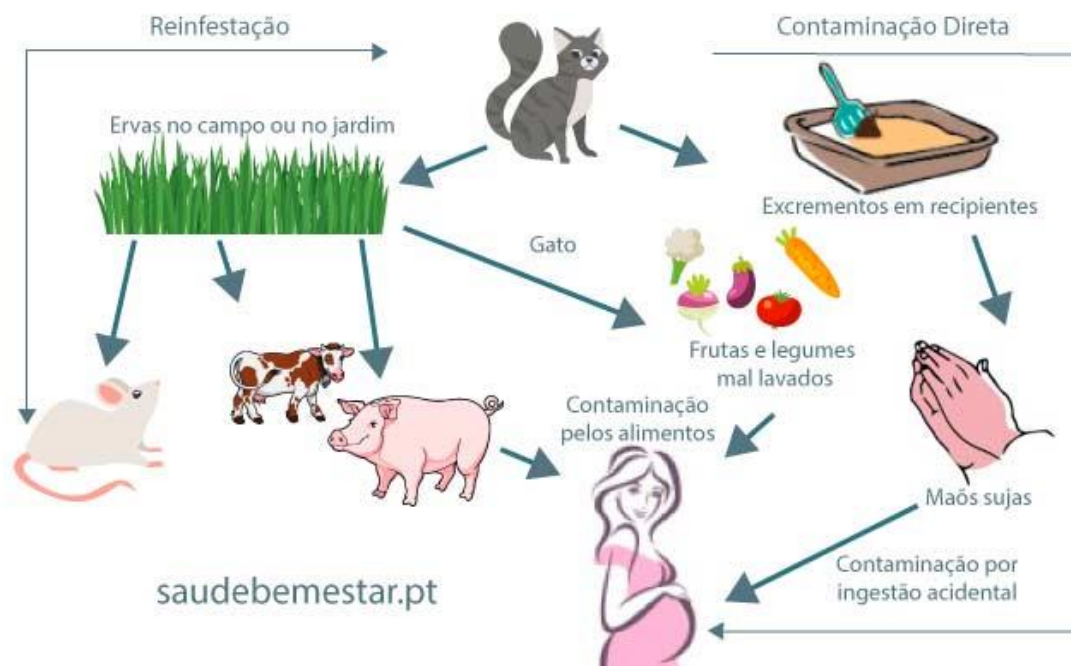 Reinfestação
Contaminação Direta
Ervas no campo ou no jardim
Excrementos em recipientes
Gato
Frutas e legumes
mal lavados
Contaminação
pelos alimentos
Maõs sujas
Contaminação por
ingestão acidental
saudebemestar.pt